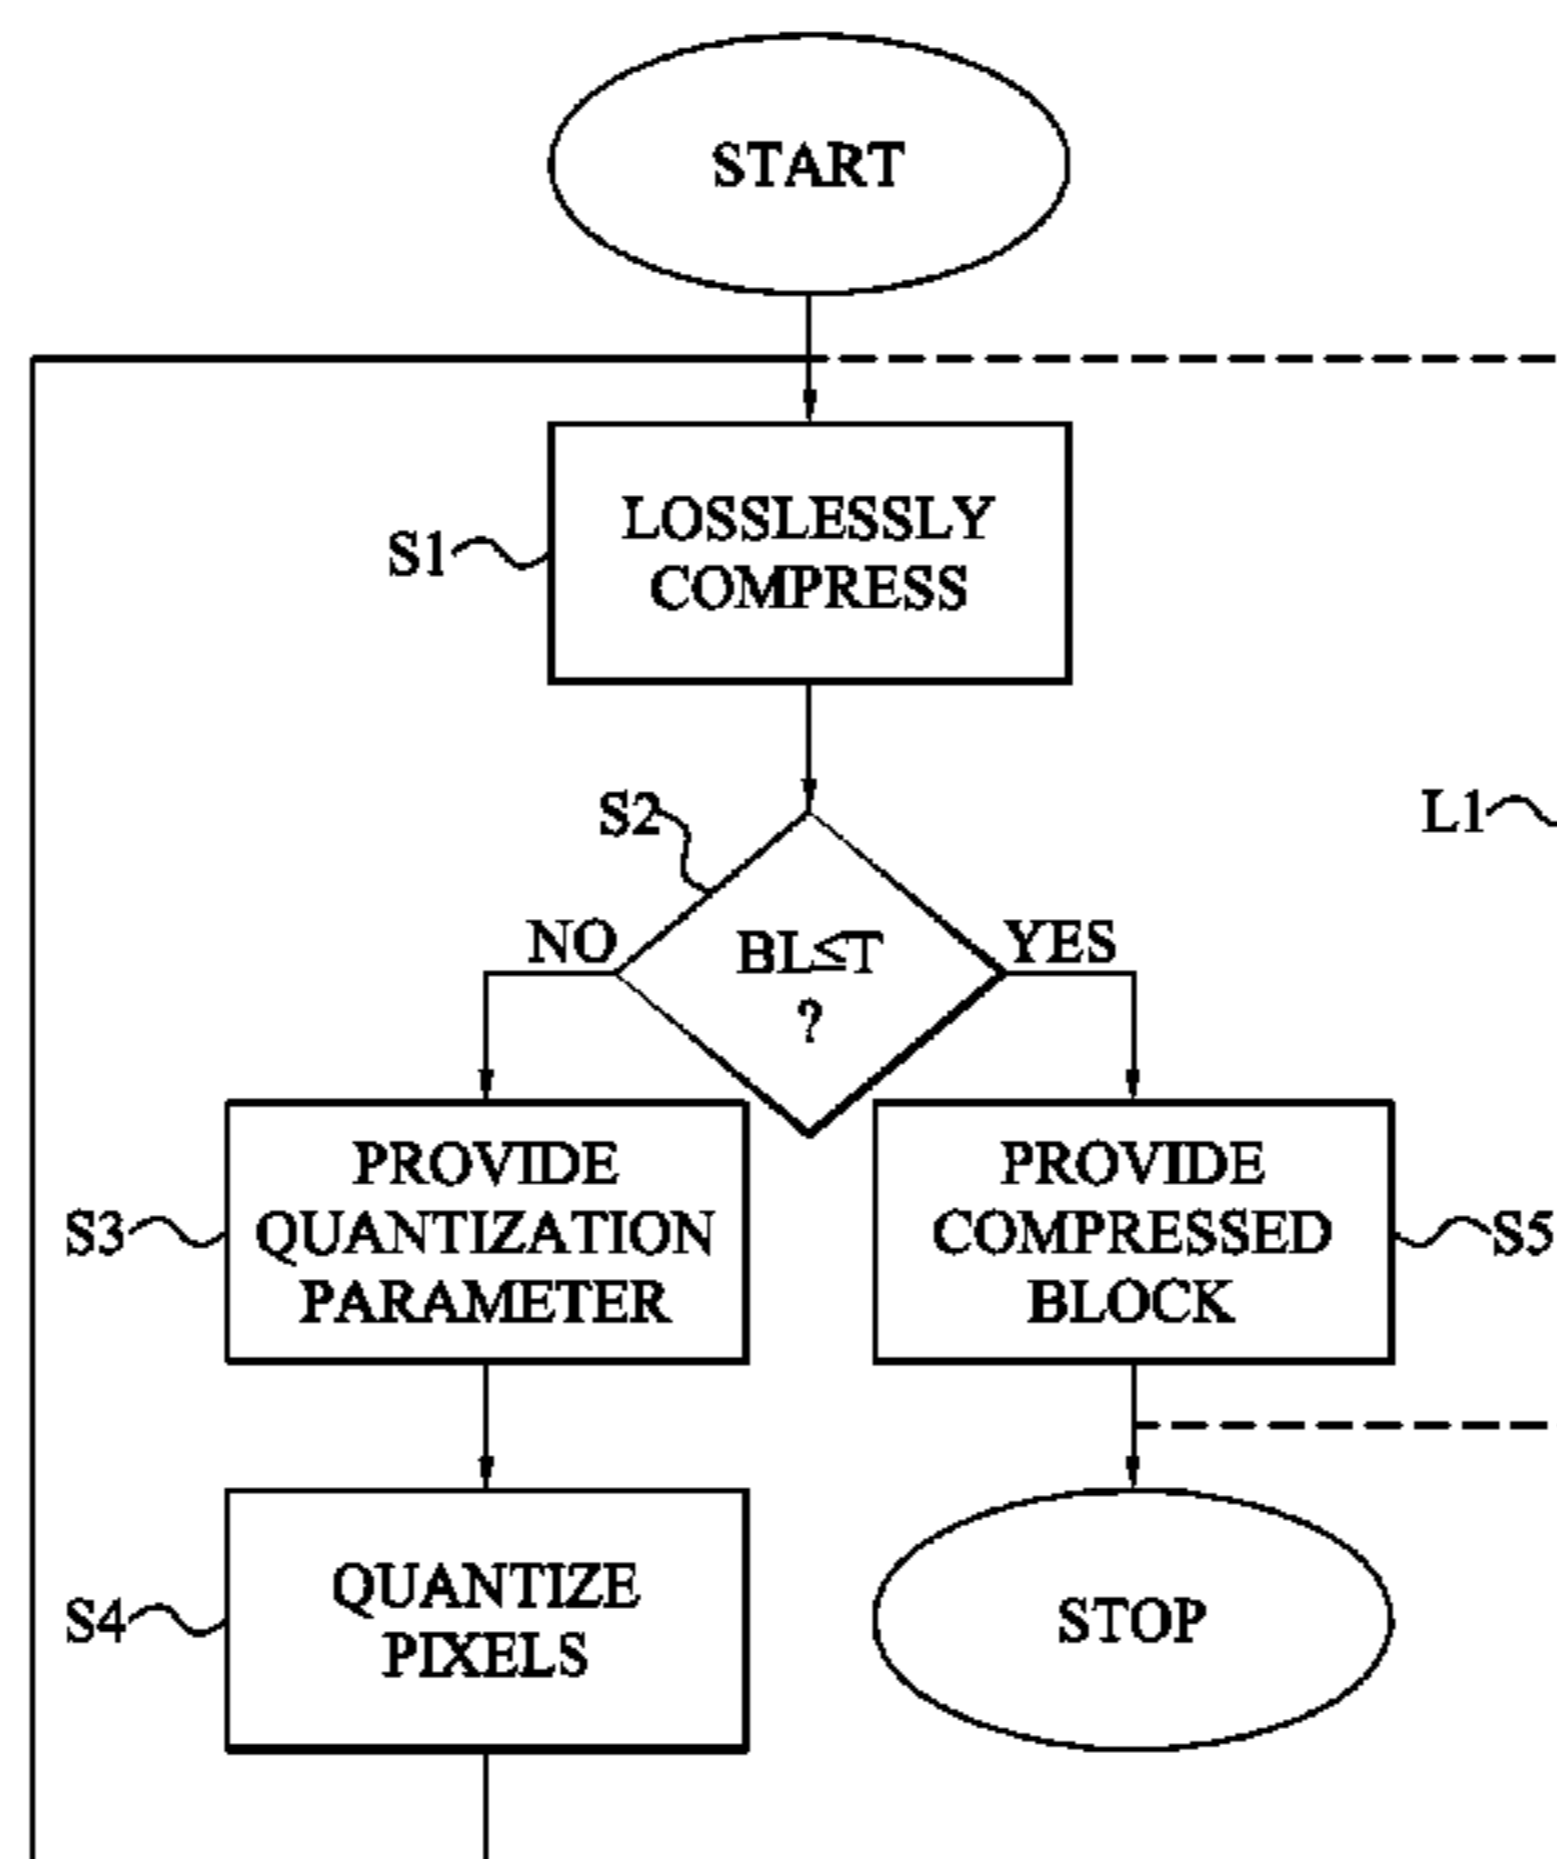 START
LOSSLESSLY
COMPRESS
S1
S2
L1
NO
BL≤T
?
YES
PROVIDE
QUANTIZATION
PARAMETER
S3
PROVIDE
COMPRESSED
BLOCK
S5
QUANTIZE
PIXELS
S4
STOP